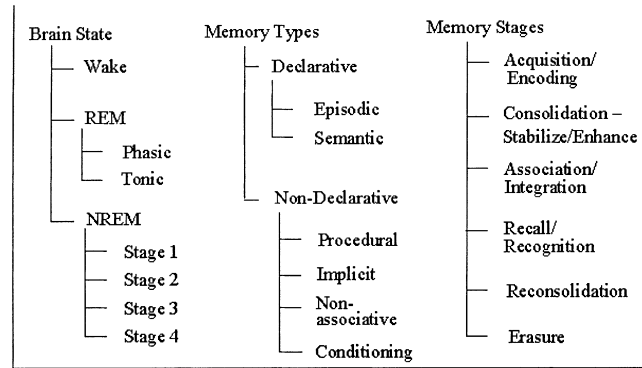 Brain State
Wake
REM
Phasic
Tonic
NREM
Stage 1
Stage 2
Stage 3
Stage 4
Memory Types
Declarative
Episodic
Semantic
Non-Declarative
Procedural
Implicit
Non-
associative
Conditioning
Memory Stages
Acquisition/
Encoding
Consolidation –
Stabilize/Enhance
Association/
Integration
Recall/
Recognition
Reconsolidation
Erasure